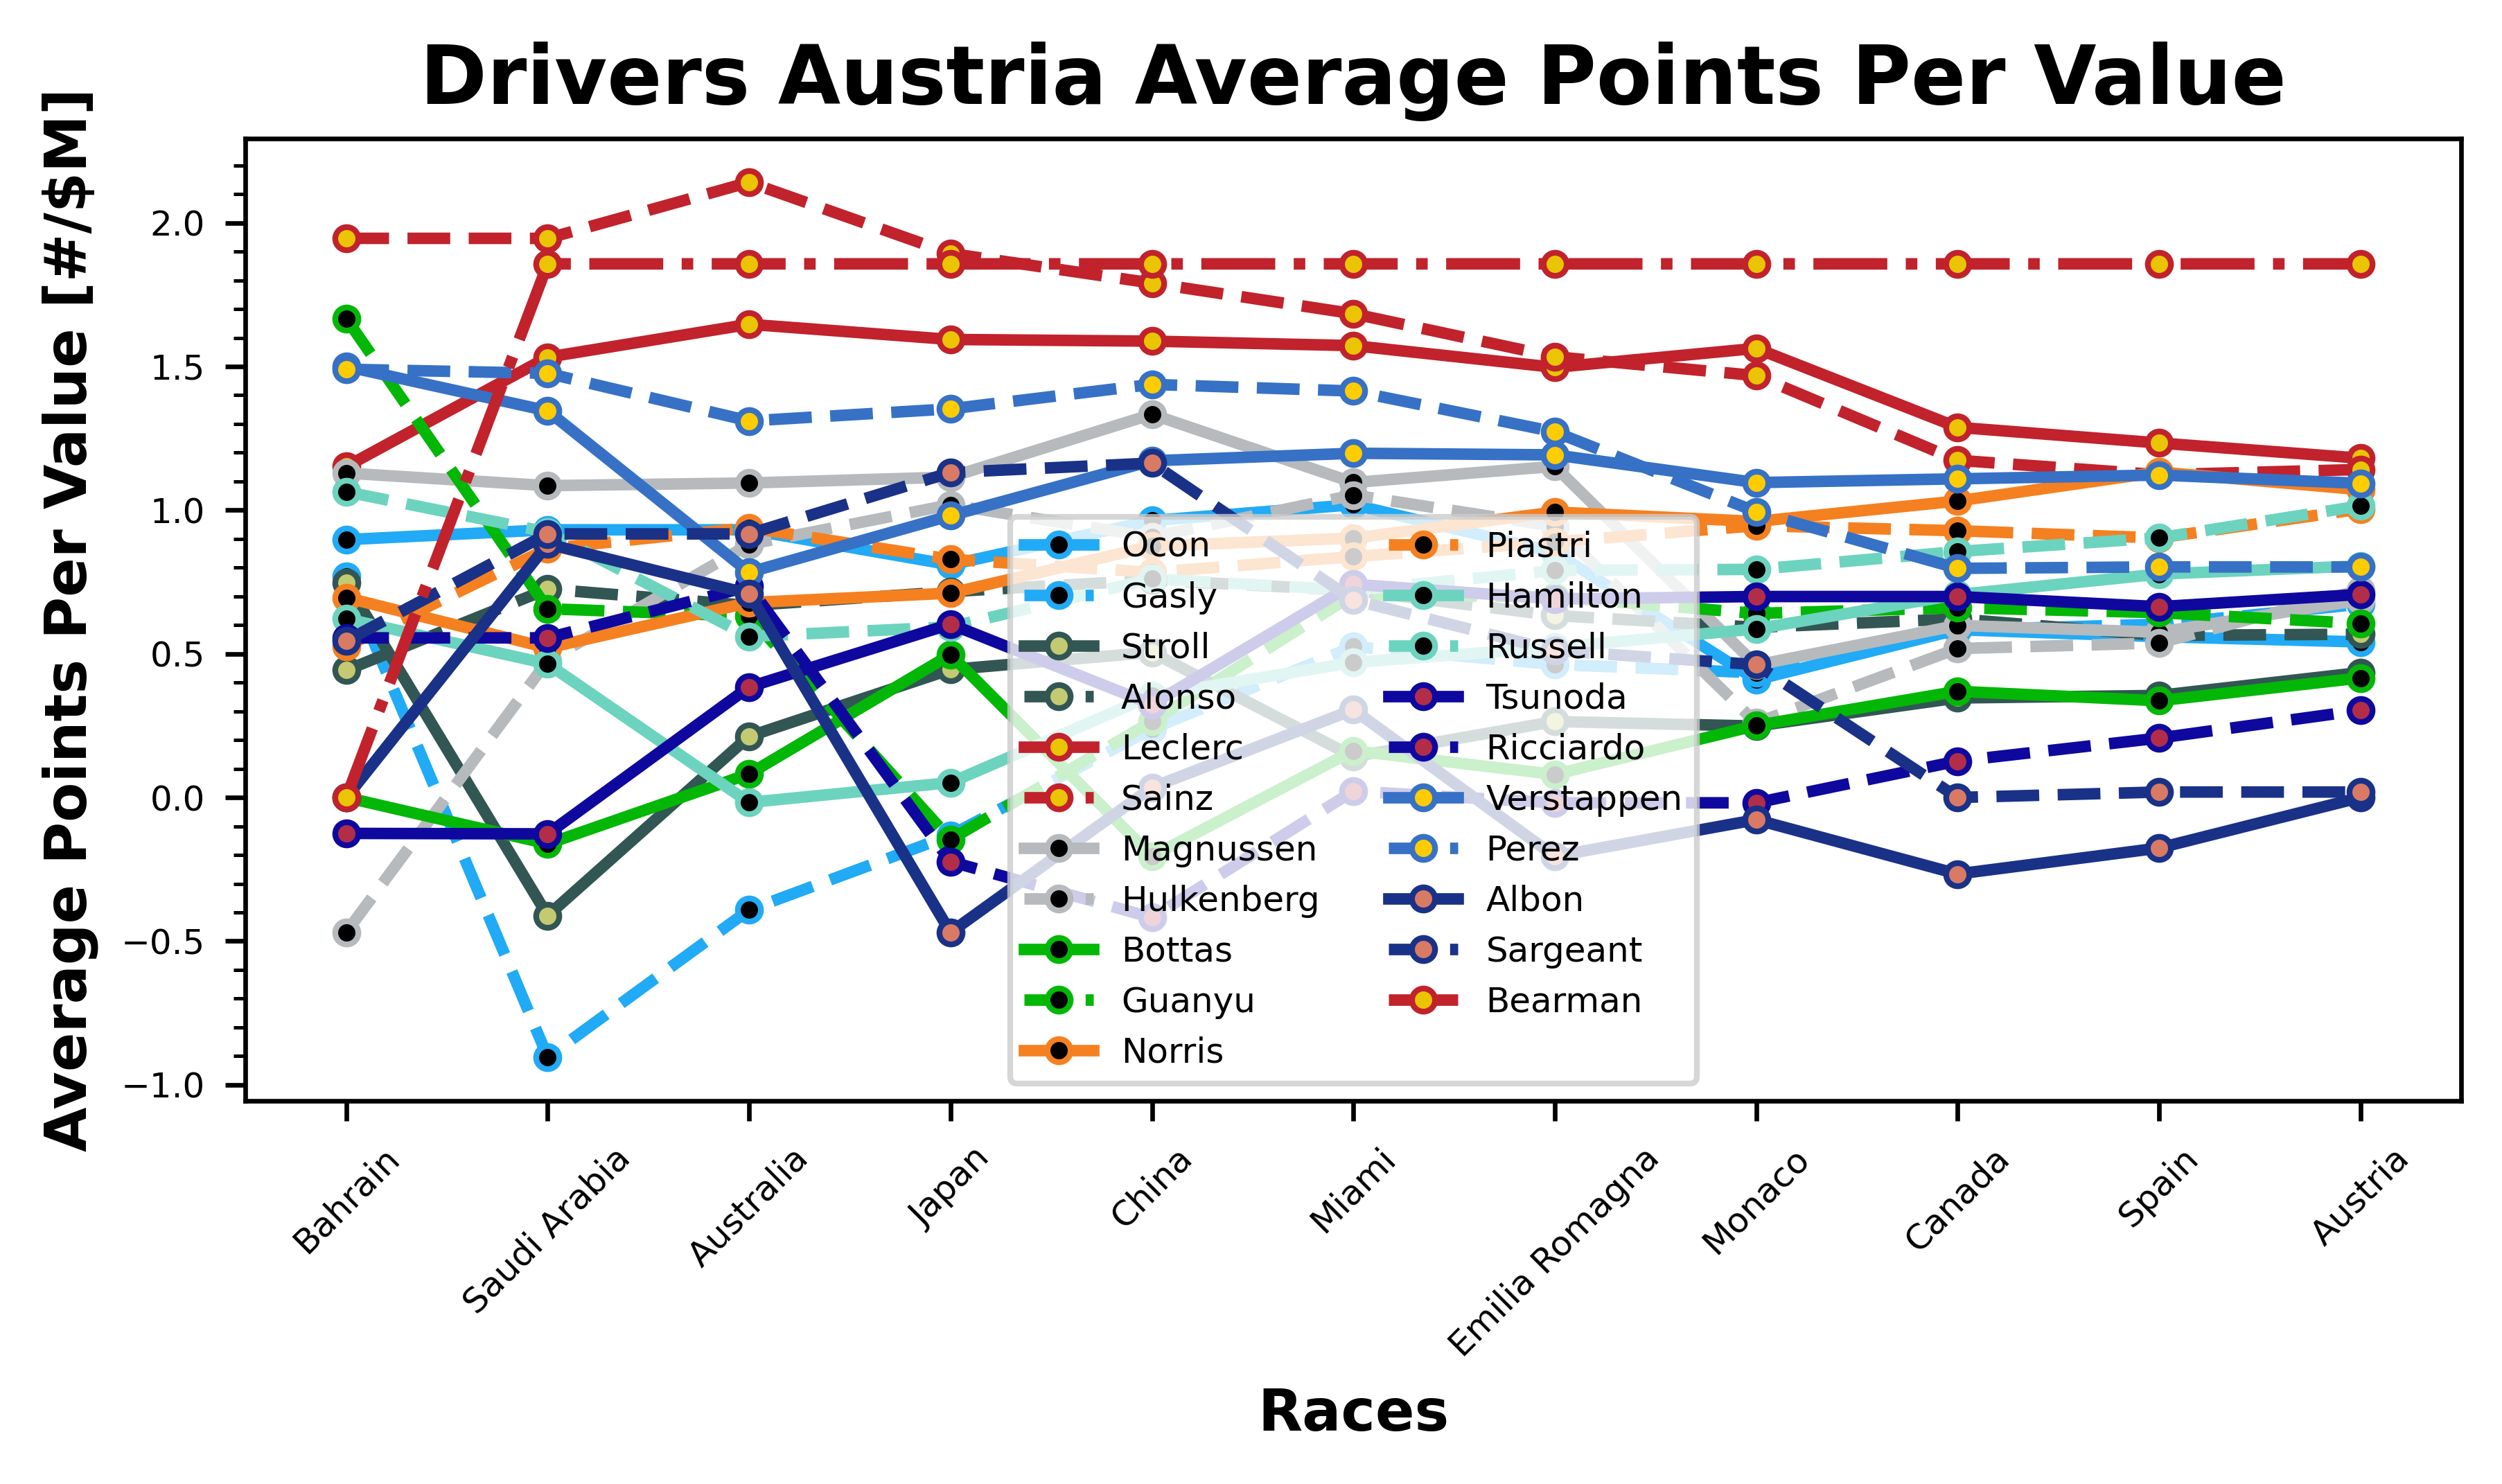 Drivers Austria Average Points Per Value
Average Points Per Value [#/$M]
2.0
1.5
1.0
0.5
0.0
−0.5
−1.0
Ocon
Gasly
Stroll
Alonso
Leclerc
Sainz
Magnussen
Hulkenberg
Bottas
Guanyu
Norris
Piastri
Hamilton
Russell
Tsunoda
Ricciardo
Verstappen
Perez
Albon
Sargeant
Bearman
Bahrain
Saudi Arabia
Australia
Japan
China
Miami
Emilia Romagna
Monaco
Canada
Spain
Austria
Races